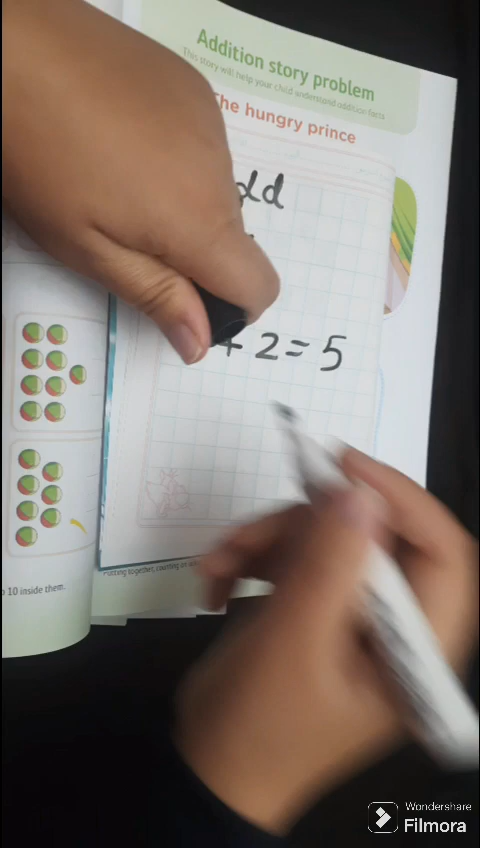 Addition story problem
This story will help your child understand addition facts
The hungry prince
dd
+ 2 = 5
o 10 inside them.
Putting together, counting on
Wondershare
Filmora